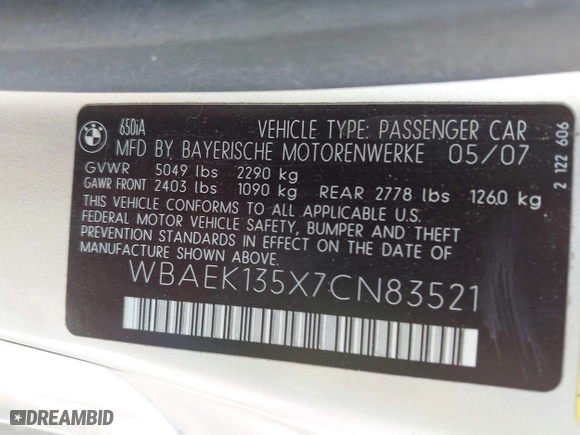 650iA
VEHICLE TYPE: PASSENGER CAR
MFD BY BAYERISCHE MOTORENWERKE 05/07
GVWR 5049 lbs 2290 kg
GAWR FRONT 2403 lbs 1090 kg REAR 2778 lbs 1260 kg
THIS VEHICLE CONFORMS TO ALL APPLICABLE U.S.
FEDERAL MOTOR VEHICLE SAFETY, BUMPER AND THEFT
STANDARDS IN EFFECT ON THE DATE OF
MANUFACTURE SHOWN ABOVE.
WBAEK135X7CN83521
2 122 606
DREAMBID